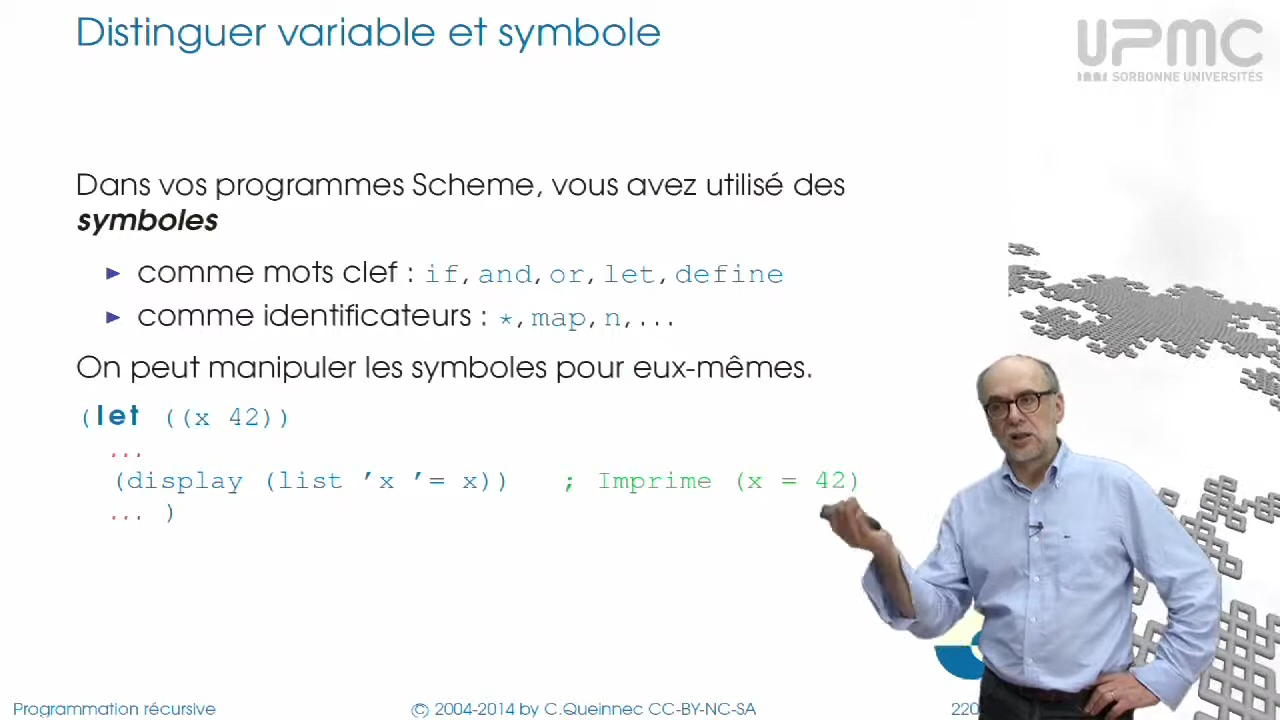 Distinguer variable et symbole
UPMC
SORBONNE UNIVERSITÉS
Dans vos programmes Scheme, vous avez utilisé des
symboles
comme mots clef : if, and, or, let, define
comme identificateurs : *, map, n, ...
On peut manipuler les symboles pour eux-mêmes.
(let ((x 42))
...
(display (list ’x ’= x)) ; Imprime (x = 42)
... )
Programmation récursive
© 2004-2014 by C.Queinnec CC-BY-NC-SA
220